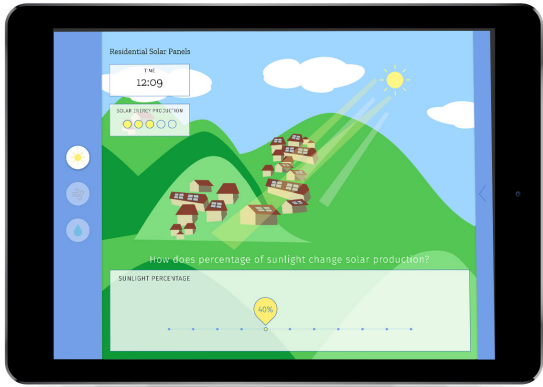 Residential Solar Panels
TIME
12:09
SOLAR ENERGY PRODUCTION
How does percentage of sunlight change solar production?
SUNLIGHT PERCENTAGE
40%